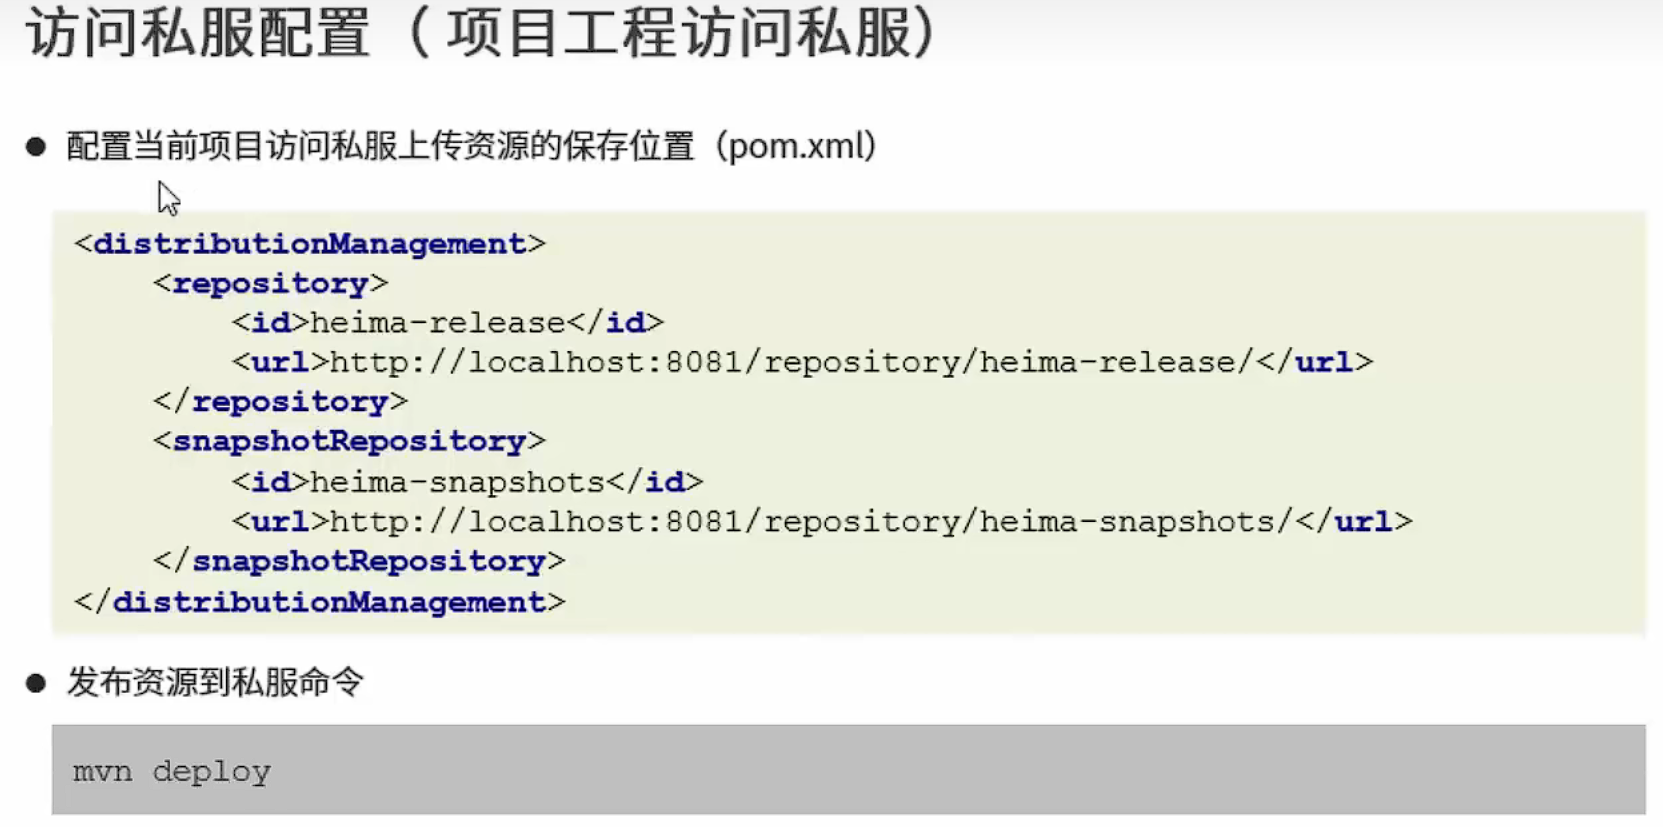 访问私服配置（ 项目工程访问私服）
● 配置当前项目访问私服上传资源的保存位置（pom.xml）
<distributionManagement>
    <repository>
        <id>heima-release</id>
        <url>http://localhost:8081/repository/heima-release/</url>
    </repository>
    <snapshotRepository>
        <id>heima-snapshots</id>
        <url>http://localhost:8081/repository/heima-snapshots/</url>
    </snapshotRepository>
</distributionManagement>
● 发布资源到私服命令
mvn deploy